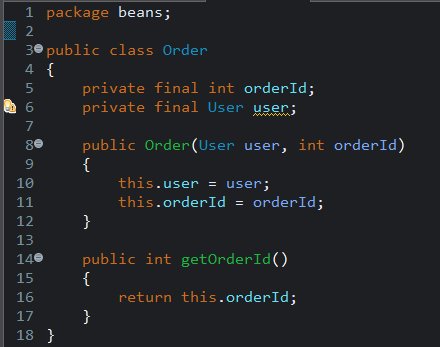 1 package beans;
2
3 public class Order
4 {
5     private final int orderId;
6     private final User user;
7
8     public Order(User user, int orderId)
9     {
10         this.user = user;
11         this.orderId = orderId;
12     }
13
14     public int getOrderId()
15     {
16         return this.orderId;
17     }
18 }